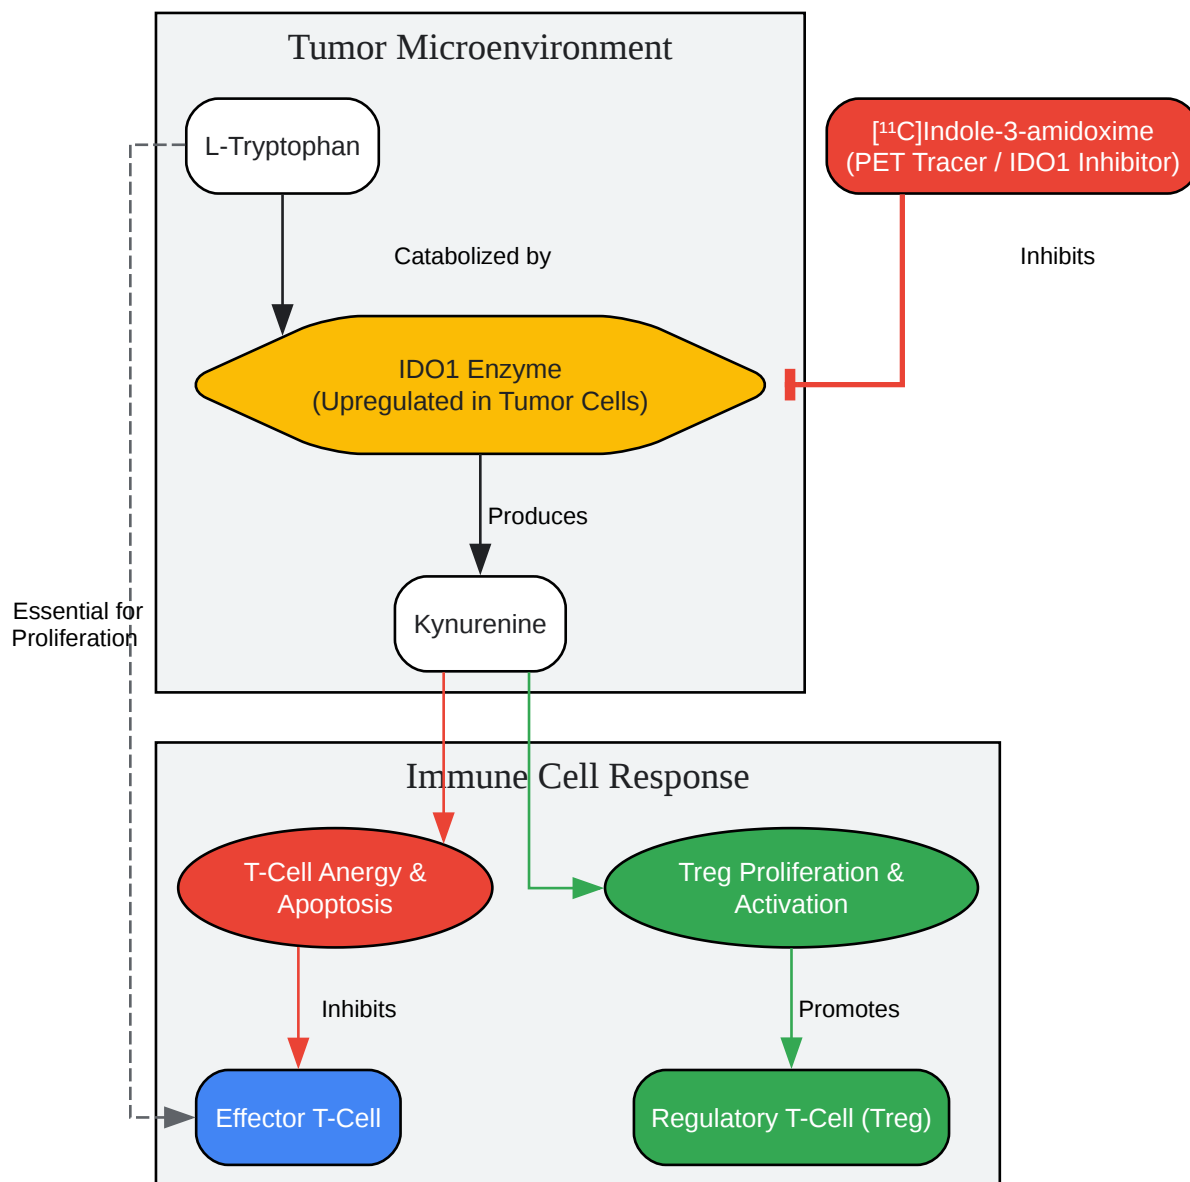 Tumor Microenvironment
L-Tryptophan
[¹¹C]Indole-3-amidoxime
(PET Tracer / IDO1 Inhibitor)
Catabolized by
Inhibits
IDO1 Enzyme
(Upregulated in Tumor Cells)
Produces
Essential for
Proliferation
Kynurenine
Immune Cell Response
T-Cell Anergy &
Apoptosis
Treg Proliferation &
Activation
Inhibits
Promotes
Effector T-Cell
Regulatory T-Cell (Treg)